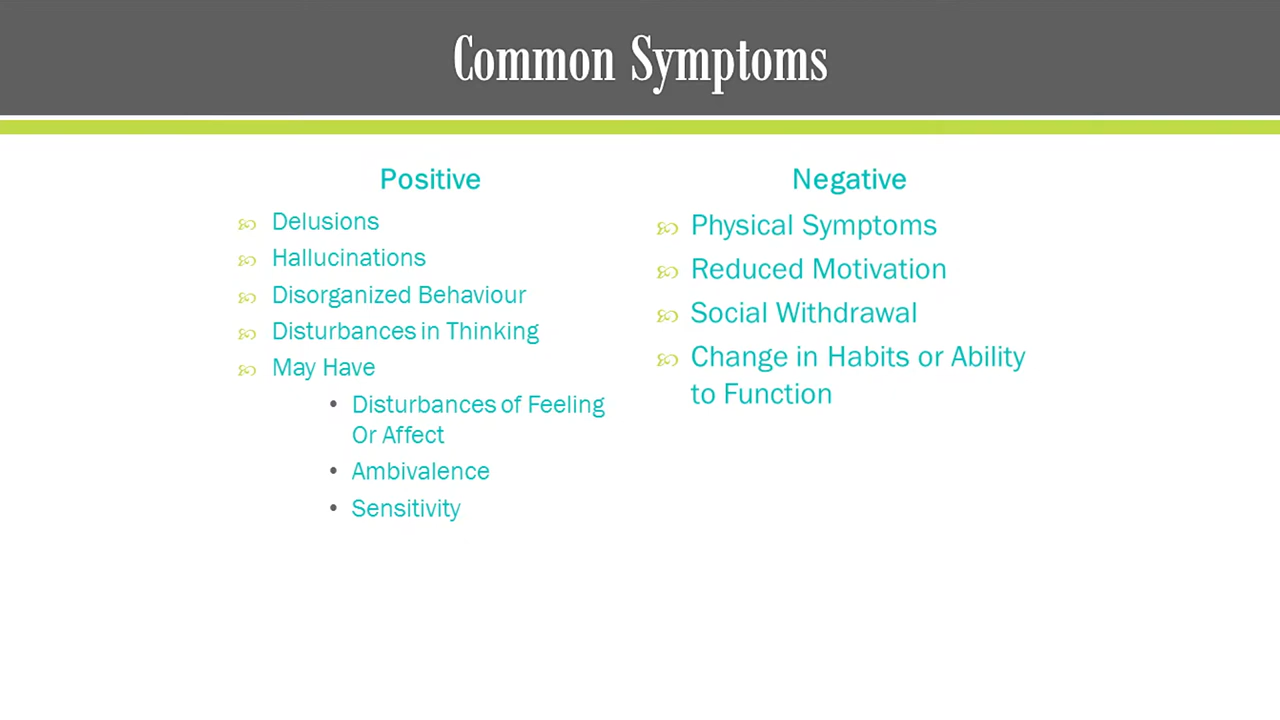 Common Symptoms
Positive
Delusions
Hallucinations
Disorganized Behaviour
Disturbances in Thinking
May Have
• Disturbances of Feeling
Or Affect
• Ambivalence
• Sensitivity
Negative
Physical Symptoms
Reduced Motivation
Social Withdrawal
Change in Habits or Ability
to Function